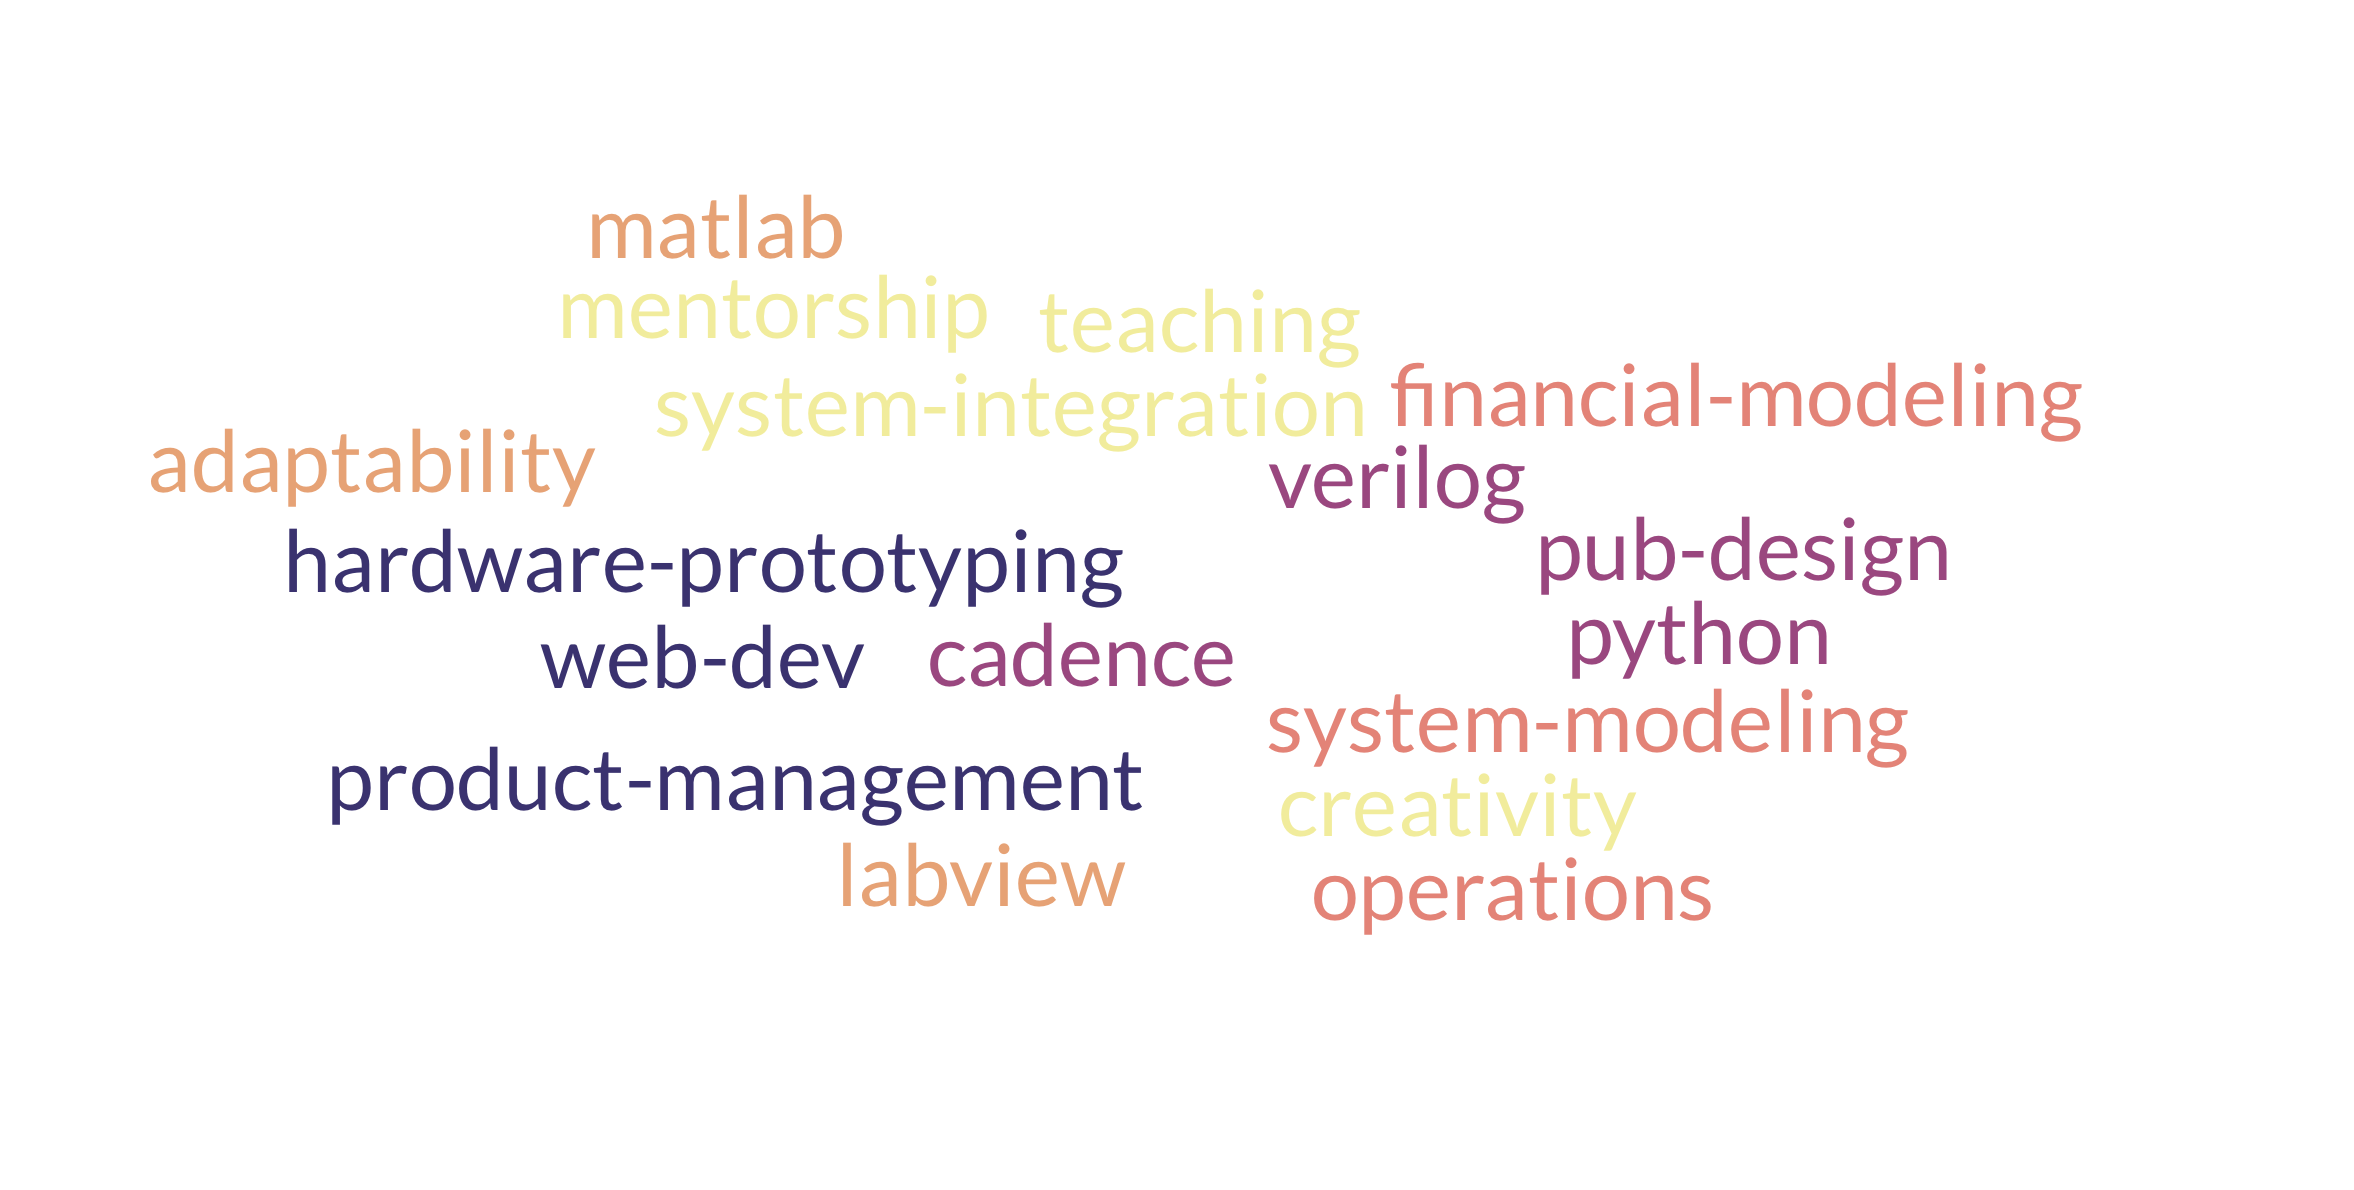 matlab
mentorship teaching
system-integration financial-modeling
adaptability verilog
hardware-prototyping pub-design
web-dev cadence python
system-modeling
product-management creativity
labview operations